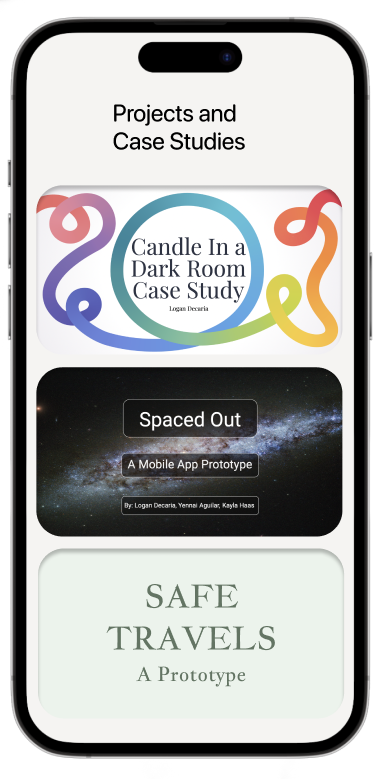 Projects and
Case Studies
Candle In a
Dark Room
Case Study
Logan Decaria
Spaced Out
A Mobile App Prototype
By: Logan Decaria, Yennai Aguilar, Kayla Haas
SAFE
TRAVELS
A Prototype